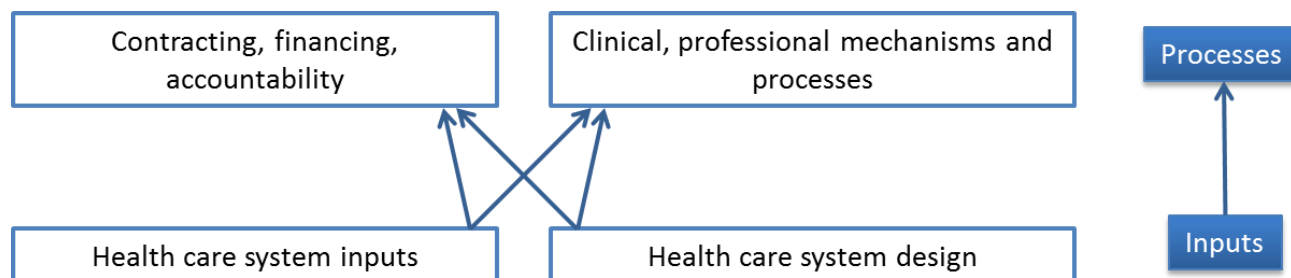 Contracting, financing,
accountability
Clinical, professional mechanisms and
processes
Processes
Health care system inputs
Health care system design
Inputs